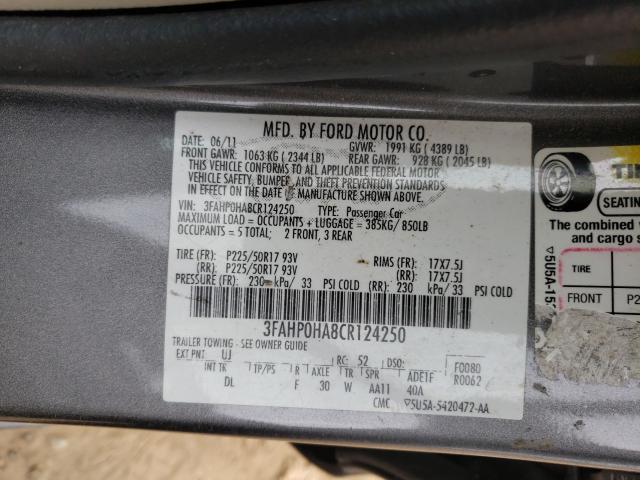 MFD. BY FORD MOTOR CO.
DATE: 06/11 GVWR: 1991 KG ( 4389 LB)
FRONT GAWR: 1063 KG ( 2344 LB) REAR GAWR: 928 KG ( 2045 LB)
THIS VEHICLE CONFORMS TO ALL APPLICABLE FEDERAL MOTOR
VEHICLE SAFETY, BUMPER, AND THEFT PREVENTION STANDARDS
IN EFFECT ON THE DATE OF MANUFACTURE SHOWN ABOVE.
VIN: 3FAHP0HA8CR124250 TYPE: Passenger Car
MAXIMUM LOAD = OCCUPANTS + LUGGAGE = 385KG/ 850LB
OCCUPANTS = 5 TOTAL; 2 FRONT, 3 REAR
TIRE (FR): P225/50R17 93V RIMS (FR): 17X7.5J
(RR): P225/50R17 93V (RR): 17X7.5J
PRESSURE (FR): 230 kPa/ 33 PSI COLD (RR): 230 kPa/ 33 PSI COLD
3FAHP0HA8CR124250
TRAILER TOWING - SEE OWNER GUIDE
EXT PNT: UJ RC: 52 DSO: F0080
INT TR TP/PS R AXLE TR SPR ADETF R0062
DL F 30 W AA11 40A
CMC ▽5U5A-5420472-AA
SEATING
The combined
and cargo s
TIRE
FRONT P2
▽5U5A-15